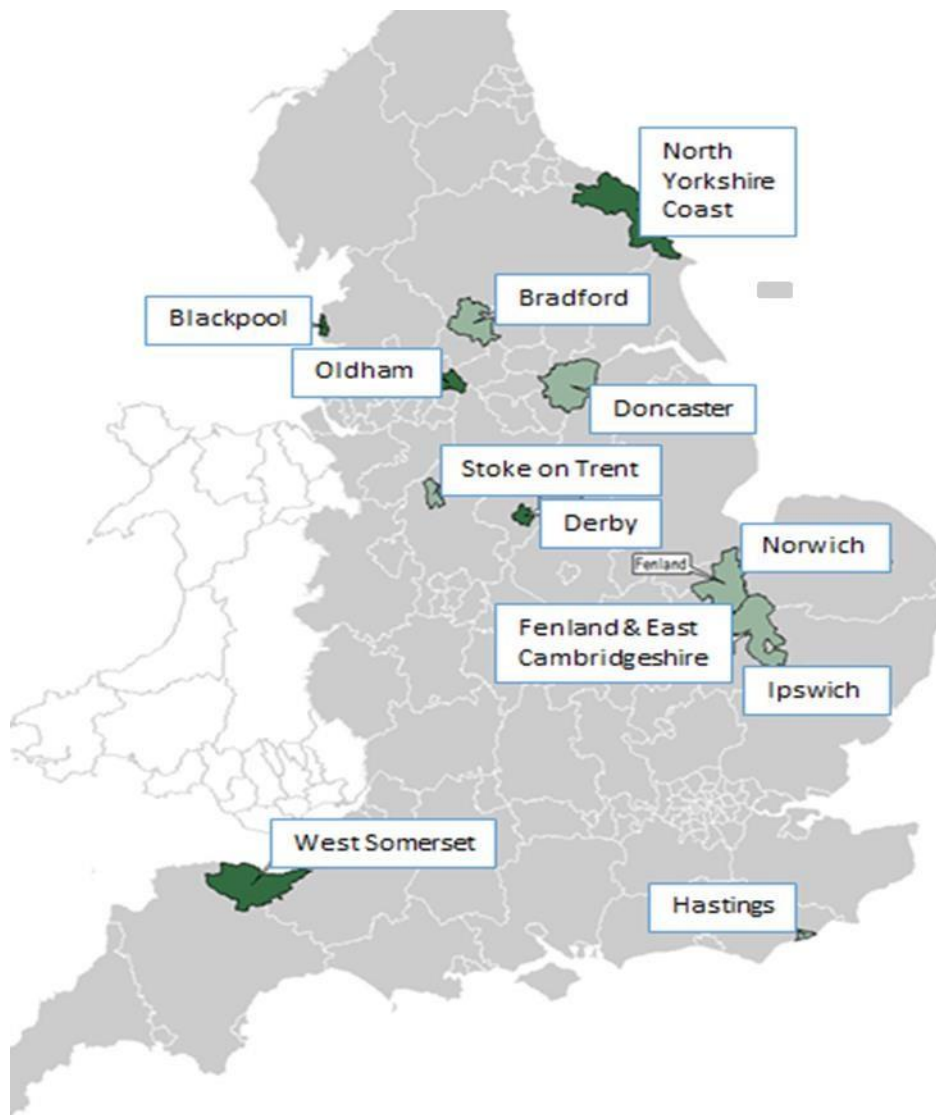 North
Yorkshire
Coast
Bradford
Blackpool
Oldham
Doncaster
Stoke on Trent
Derby
Norwich
Fenland
Fenland & East
Cambridgeshire
Ipswich
West Somerset
Hastings